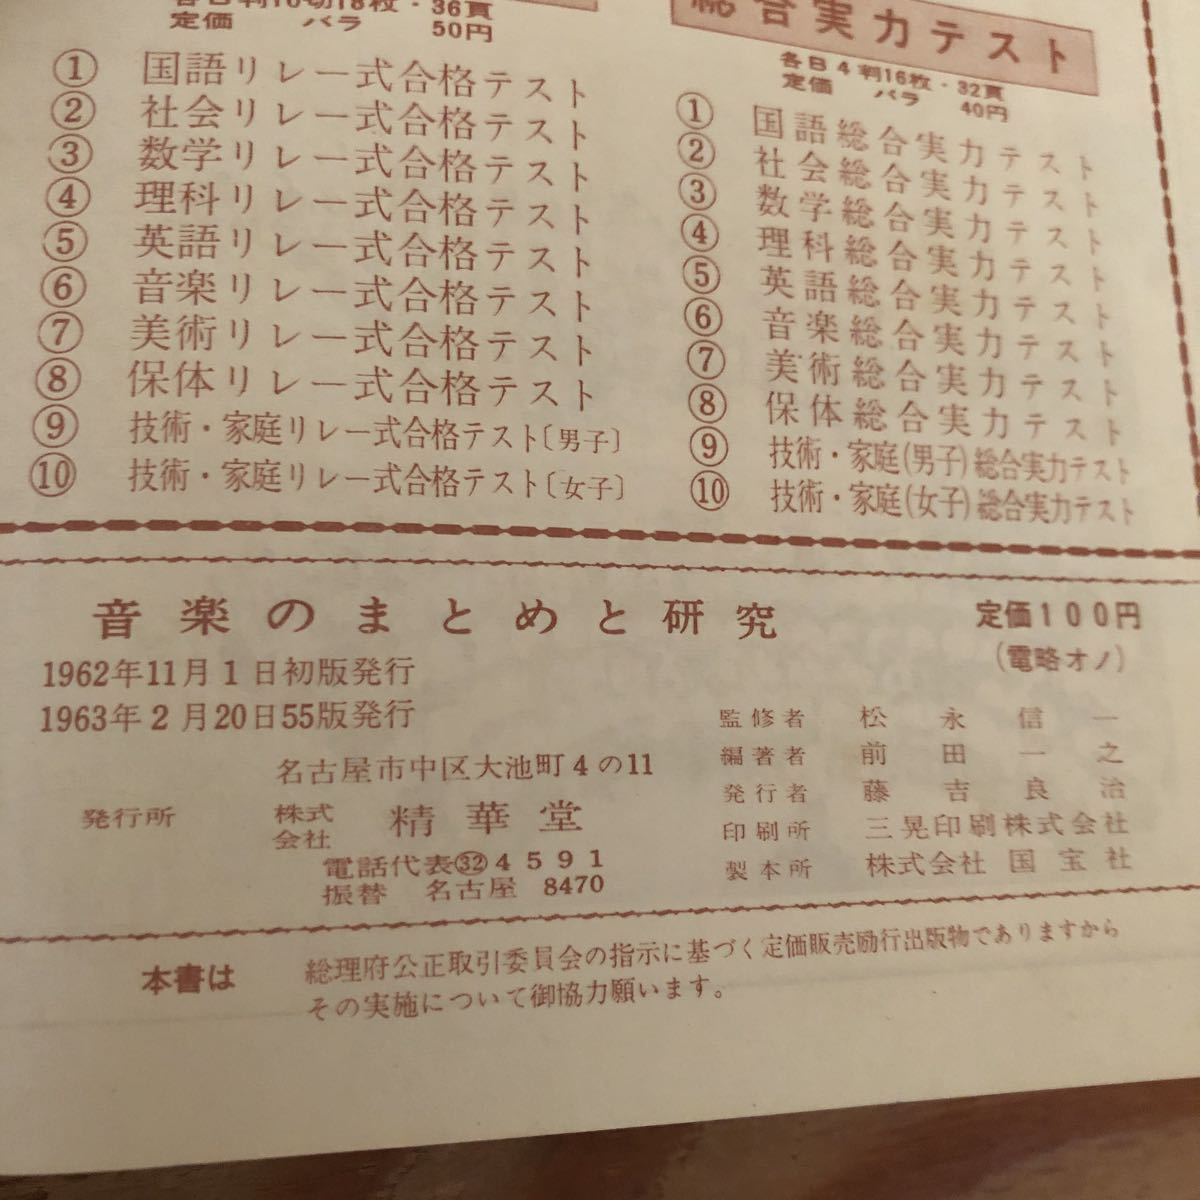 各B判16切18枚・36頁
定価 バラ 50円
① 国語リレー式合格テスト
② 社会リレー式合格テスト
③ 数学リレー式合格テスト
④ 理科リレー式合格テスト
⑤ 英語リレー式合格テスト
⑥ 音楽リレー式合格テスト
⑦ 美術リレー式合格テスト
⑧ 保体リレー式合格テスト
⑨ 技術・家庭リレー式合格テスト〔男子〕
⑩ 技術・家庭リレー式合格テスト〔女子〕
総合実力テスト
各B4判16枚・32頁
定価 バラ 40円
① 国語総合実力テスト
② 社会総合実力テスト
③ 数学総合実力テスト
④ 理科総合実力テスト
⑤ 英語総合実力テスト
⑥ 音楽総合実力テスト
⑦ 美術総合実力テスト
⑧ 保体総合実力テスト
⑨ 技術・家庭(男子)総合実力テスト
⑩ 技術・家庭(女子)総合実力テスト
音楽のまとめと研究
定価100円
(電略オノ)
1962年11月1日初版発行
1963年2月20日55版発行
名古屋市中区大池町4の11
発行所 株式会社 精華堂
電話代表㉜4591
振替 名古屋 8470
監修者 松永信一
編著者 前田一之
発行者 藤吉良治
印刷所 三晃印刷株式会社
製本所 株式会社 国宝社
本書は 総理府公正取引委員会の指示に基づく定価販売励行出版物でありますから
その実施について御協力願います。